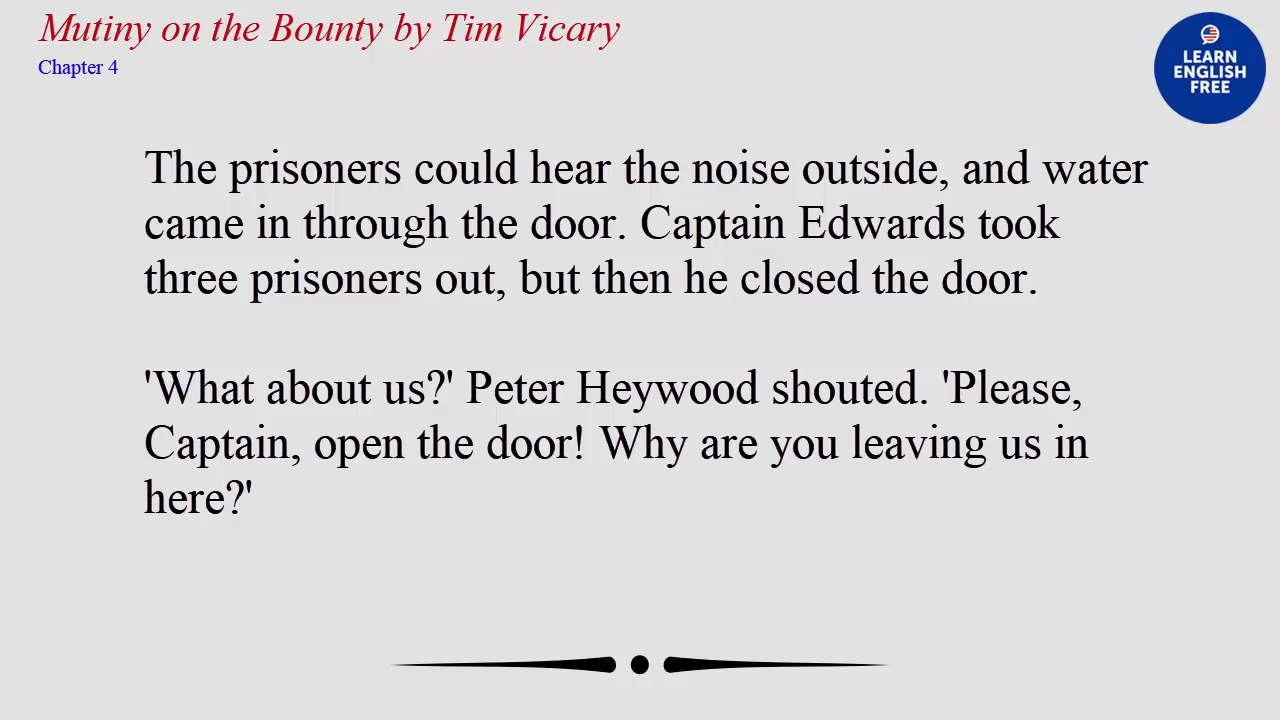 Mutiny on the Bounty by Tim Vicary
Chapter 4
LEARN
ENGLISH
FREE
The prisoners could hear the noise outside, and water
came in through the door. Captain Edwards took
three prisoners out, but then he closed the door.
'What about us?' Peter Heywood shouted. 'Please,
Captain, open the door! Why are you leaving us in
here?'